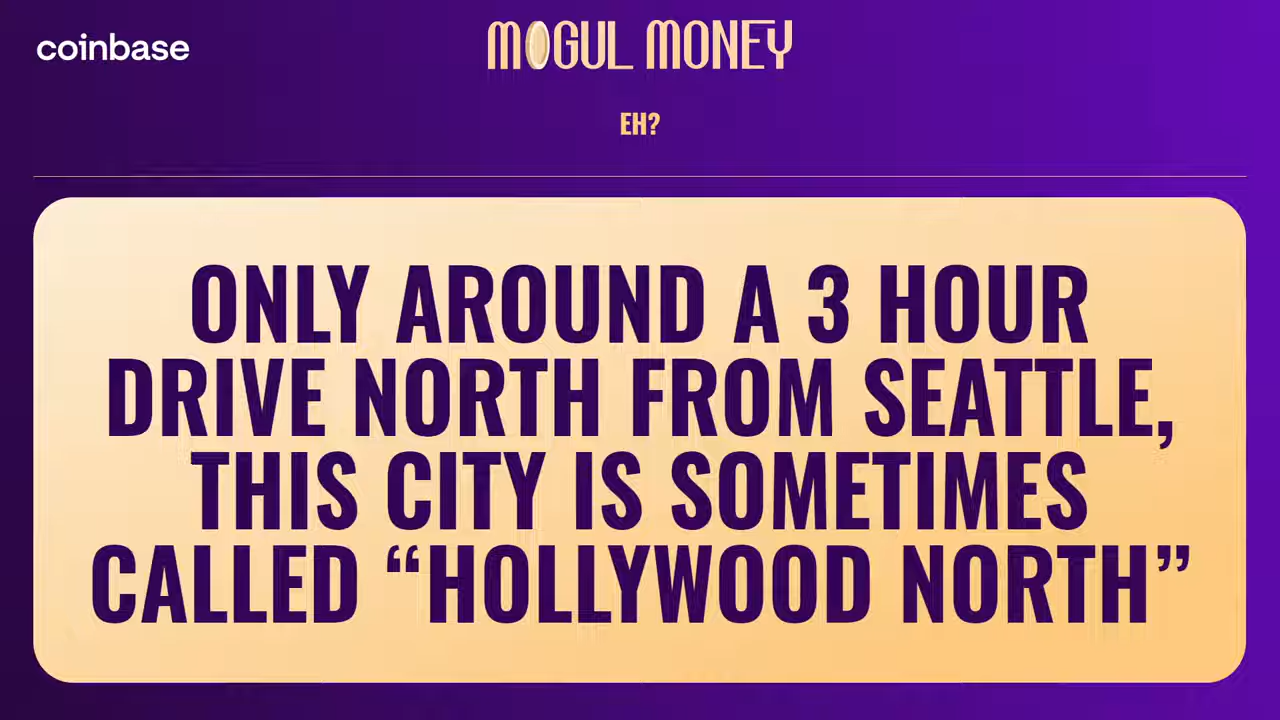 coinbase
MOGUL MONEY
EH?
ONLY AROUND A 3 HOUR
DRIVE NORTH FROM SEATTLE,
THIS CITY IS SOMETIMES
CALLED “HOLLYWOOD NORTH”